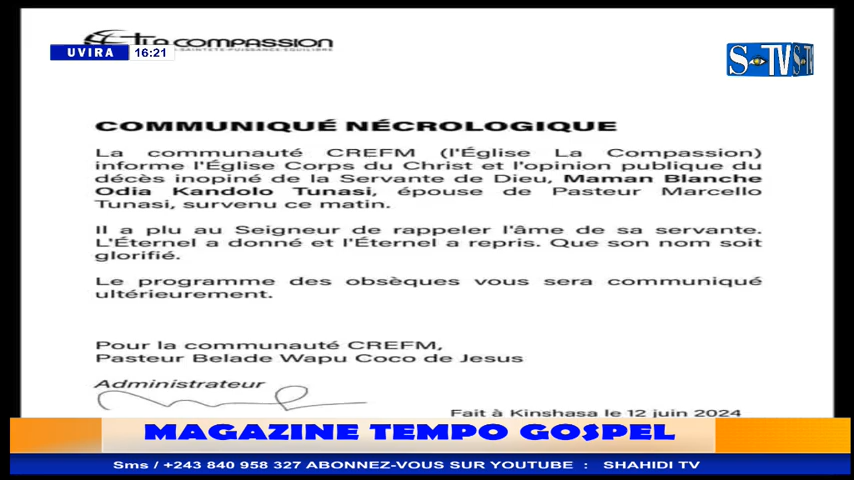 La compassion
SAINTETÉ-PUISSANCE-EQUILIBRE
UVIRA 16:21
S TV S TV
COMMUNIQUÉ NÉCROLOGIQUE
La communauté CREFM (l'Église La Compassion)
informe l'Église Corps du Christ et l'opinion publique du
décès inopiné de la Servante de Dieu, Maman Blanche
Odia Kandolo Tunasi, épouse de Pasteur Marcello
Tunasi, survenu ce matin.
Il a plu au Seigneur de rappeler l'âme de sa servante.
L'Éternel a donné et l'Éternel a repris. Que son nom soit
glorifié.
Le programme des obsèques vous sera communiqué
ultérieurement.
Pour la communauté CREFM,
Pasteur Belade Wapu Coco de Jesus
Administrateur
Fait à Kinshasa le 12 juin 2024
MAGAZINE TEMPO GOSPEL
Sms / +243 840 958 327 ABONNEZ-VOUS SUR YOUTUBE : SHAHIDI TV